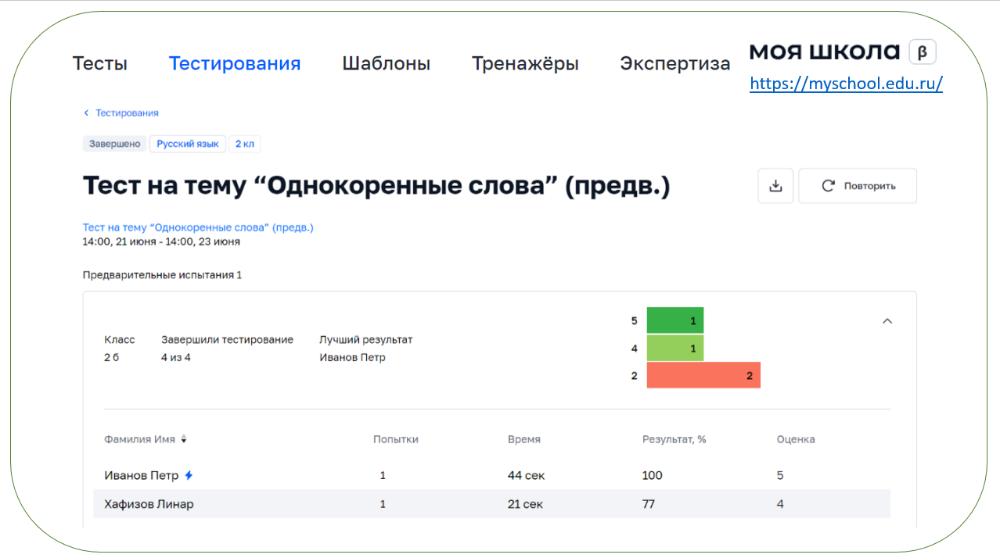 Тесты Тестирования Шаблоны Тренажёры Экспертиза
моя школа β
https://myschool.edu.ru/
Тестирования
Завершено Русский язык 2 кл
Тест на тему “Однокоренные слова” (предв.)
Повторить
Тест на тему “Однокоренные слова” (предв.)
14:00, 21 июня - 14:00, 23 июня
Предварительные испытания 1
5 1
4 1
2 2
Класс Завершили тестирование Лучший результат
2 б 4 из 4 Иванов Петр
Фамилия Имя Попытки Время Результат, % Оценка
Иванов Петр 1 44 сек 100 5
Хафизов Линар 1 21 сек 77 4